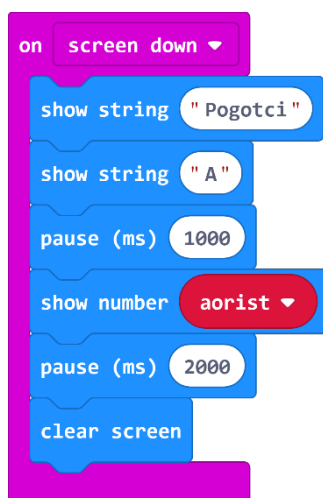 on screen down
show string "Pogotci"
show string "A"
pause (ms) 1000
show number aorist
pause (ms) 2000
clear screen